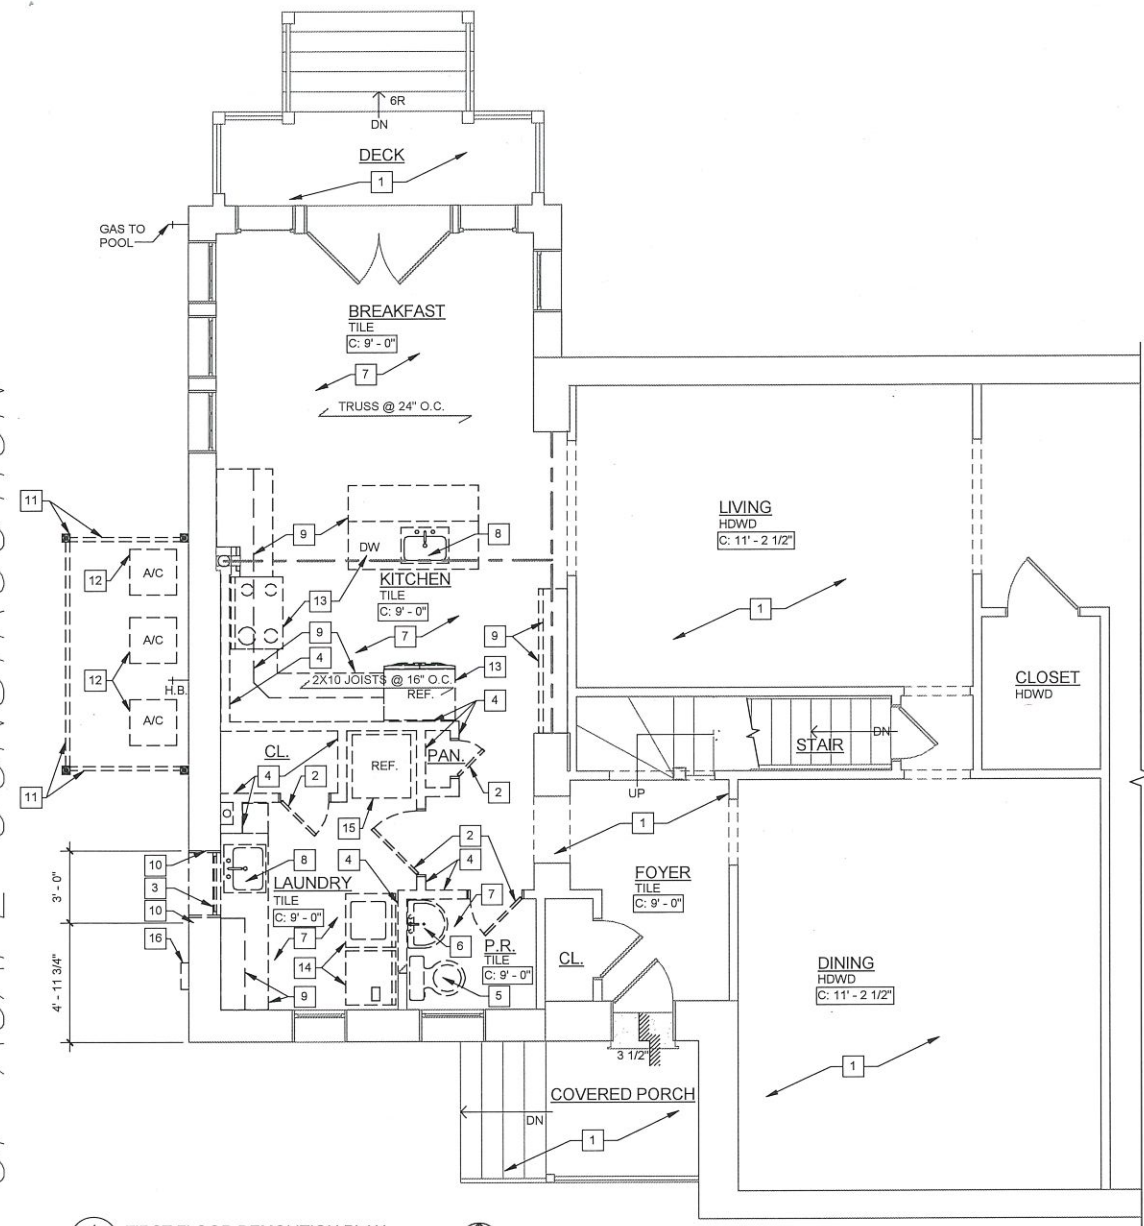 6R
DN
DECK
1
GAS TO
POOL
BREAKFAST
TILE
C: 9' - 0"
7
TRUSS @ 24" O.C.
11
LIVING
HDWD
C: 11' - 2 1/2"
9
DW
8
12
A/C
KITCHEN
TILE
C: 9' - 0"
13
1
7
9
9
4
A/C
13
12
H.B.
2X10 JOISTS @ 16" O.C.
REF.
CLOSET
HDWD
4
A/C
DN
STAIR
CL.
REF.
PAN.
4
2
2
UP
11
O
15
1
2
10
8
4
4
3' - 0"
3
LAUNDRY
TILE
C: 9' - 0"
7
FOYER
TILE
C: 9' - 0"
10
16
7
6
P.R.
TILE
C: 9' - 0"
CL.
14
4' - 11 3/4"
9
5
DINING
HDWD
C: 11' - 2 1/2"
3 1/2"
1
COVERED PORCH
DN
1